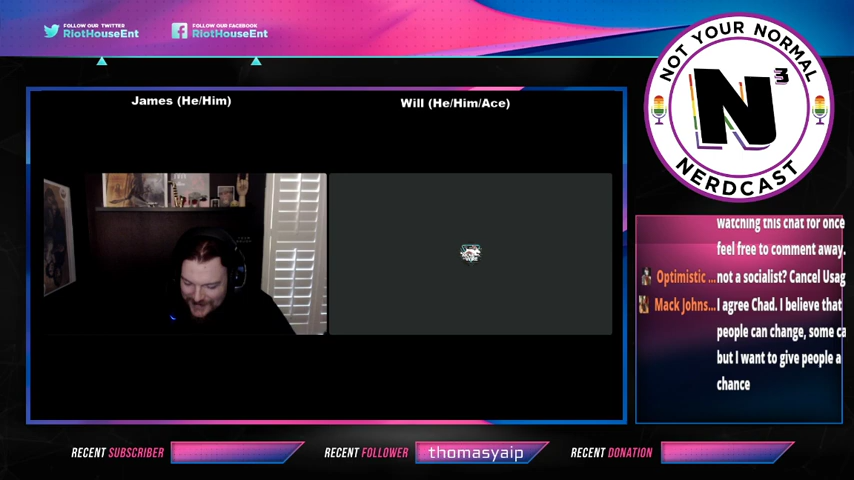 FOLLOW OUR TWITTER
RiotHouseEnt
FOLLOW OUR FACEBOOK
RiotHouseEnt
NOT YOUR NORMAL
N3
NERDCAST
James (He/Him)
Will (He/Him/Ace)
watching this chat for once
feel free to comment away.
Optimistic ... not a socialist? Cancel Usag
Mack Johns... I agree Chad. I believe that
people can change, some ca
but I want to give people a
chance
RECENT SUBSCRIBER
RECENT FOLLOWER thomasyaip
RECENT DONATION